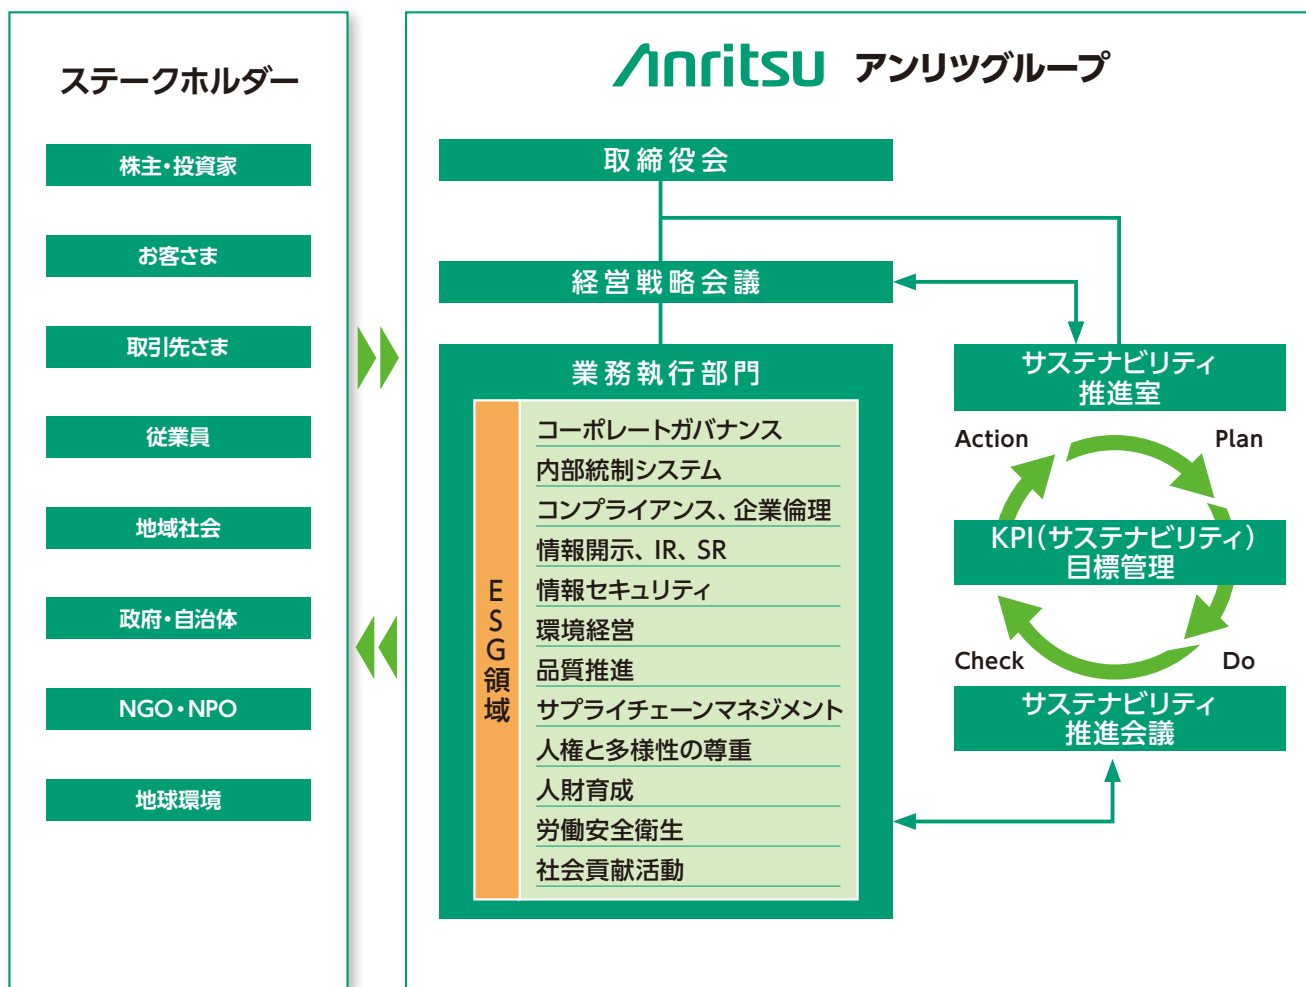 ステークホルダー
株主・投資家
お客さま
取引先さま
従業員
地域社会
政府・自治体
NGO・NPO
地球環境
Anritsu アンリツグループ
取締役会
経営戦略会議
業務執行部門
ESG領域
コーポレートガバナンス
内部統制システム
コンプライアンス、企業倫理
情報開示、IR、SR
情報セキュリティ
環境経営
品質推進
サプライチェーンマネジメント
人権と多様性の尊重
人財育成
労働安全衛生
社会貢献活動
サステナビリティ
推進室
Action
Plan
KPI(サステナビリティ)
目標管理
Check
Do
サステナビリティ
推進会議